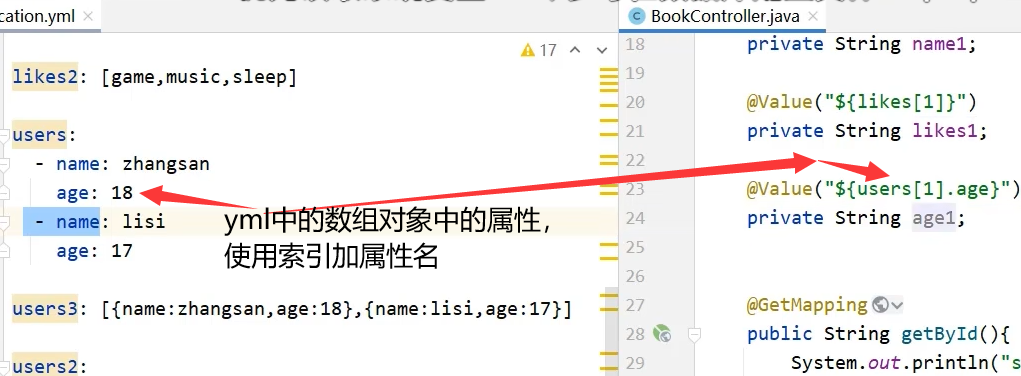 cation.yml
BookController.java
17
likes2: [game,music,sleep]
users:
- name: zhangsan
age: 18
- name: lisi
age: 17
users3: [{name:zhangsan,age:18},{name:lisi,age:17}]
users2:
yml中的数组对象中的属性,
使用索引加属性名
18 private String name1;
19
20 @Value("${likes[1]}")
21 private String likes1;
22
23 @Value("${users[1].age}")
24 private String age1;
25
26
27 @GetMapping
28 public String getById(){
29 System.out.println("s